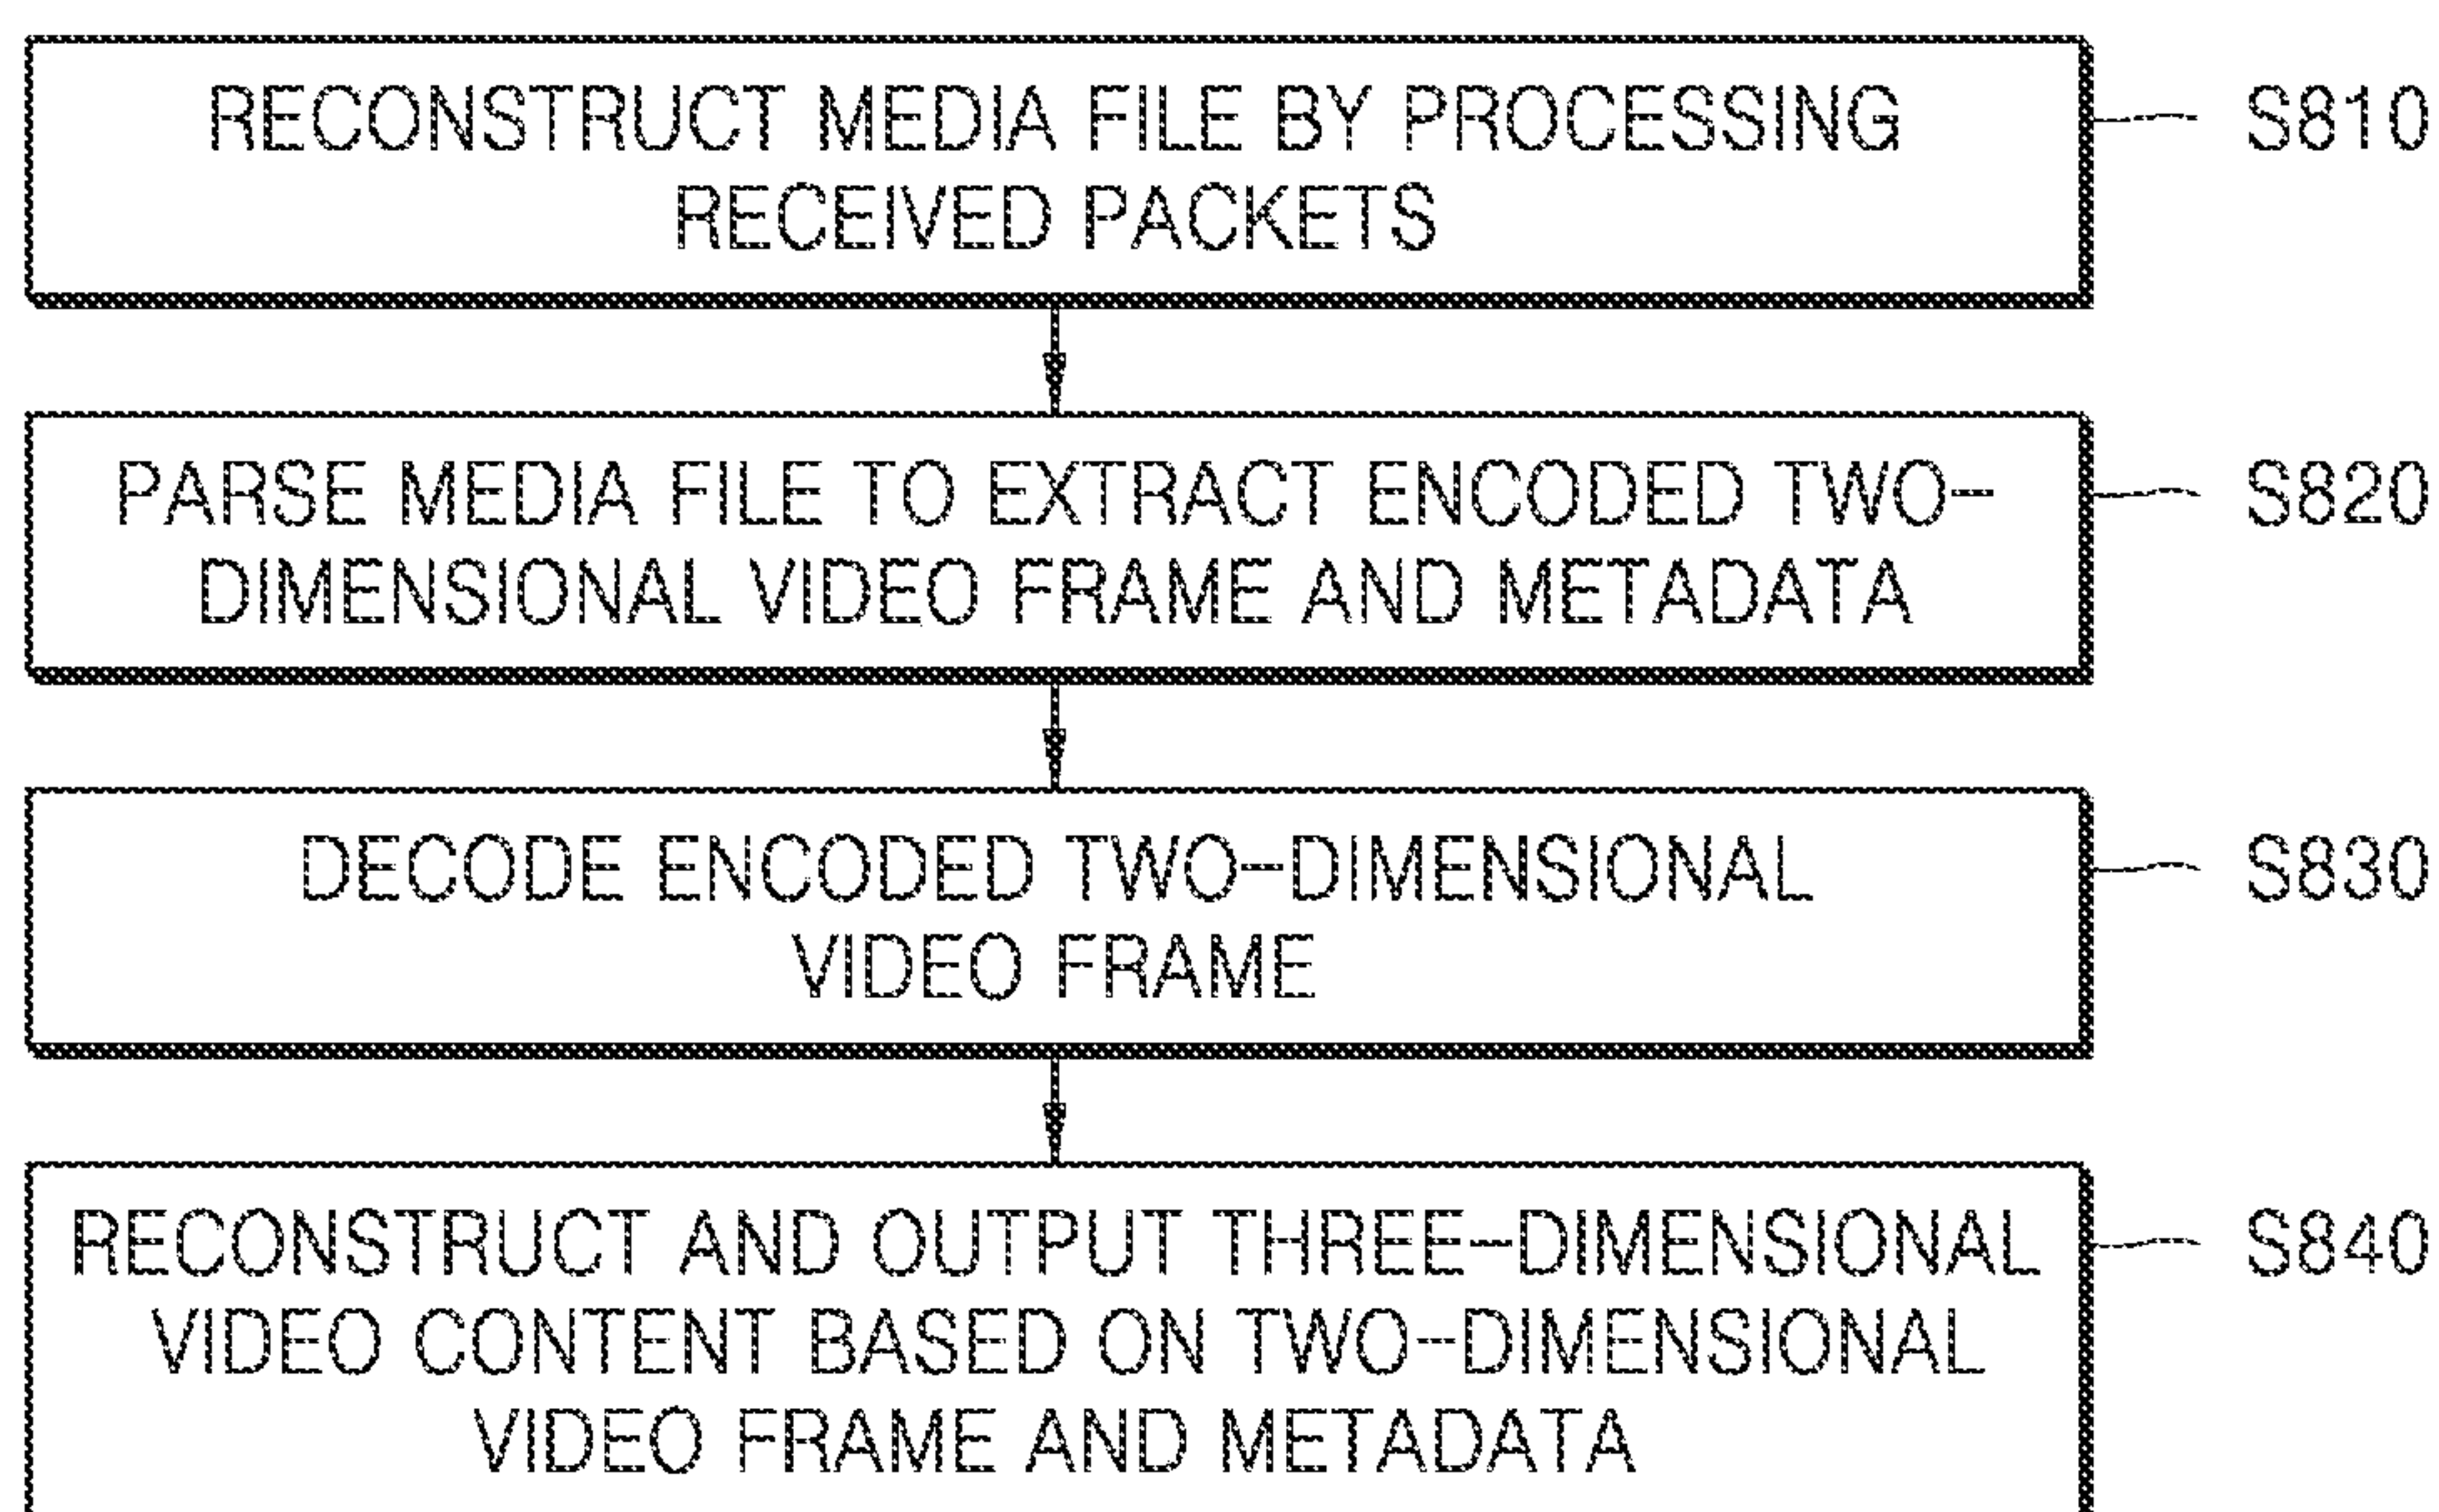 RECONSTRUCT MEDIA FILE BY PROCESSING
RECEIVED PACKETS
S810
PARSE MEDIA FILE TO EXTRACT ENCODED TWO-
DIMENSIONAL VIDEO FRAME AND METADATA
S820
DECODE ENCODED TWO-DIMENSIONAL
VIDEO FRAME
S830
RECONSTRUCT AND OUTPUT THREE-DIMENSIONAL
VIDEO CONTENT BASED ON TWO-DIMENSIONAL
VIDEO FRAME AND METADATA
S840